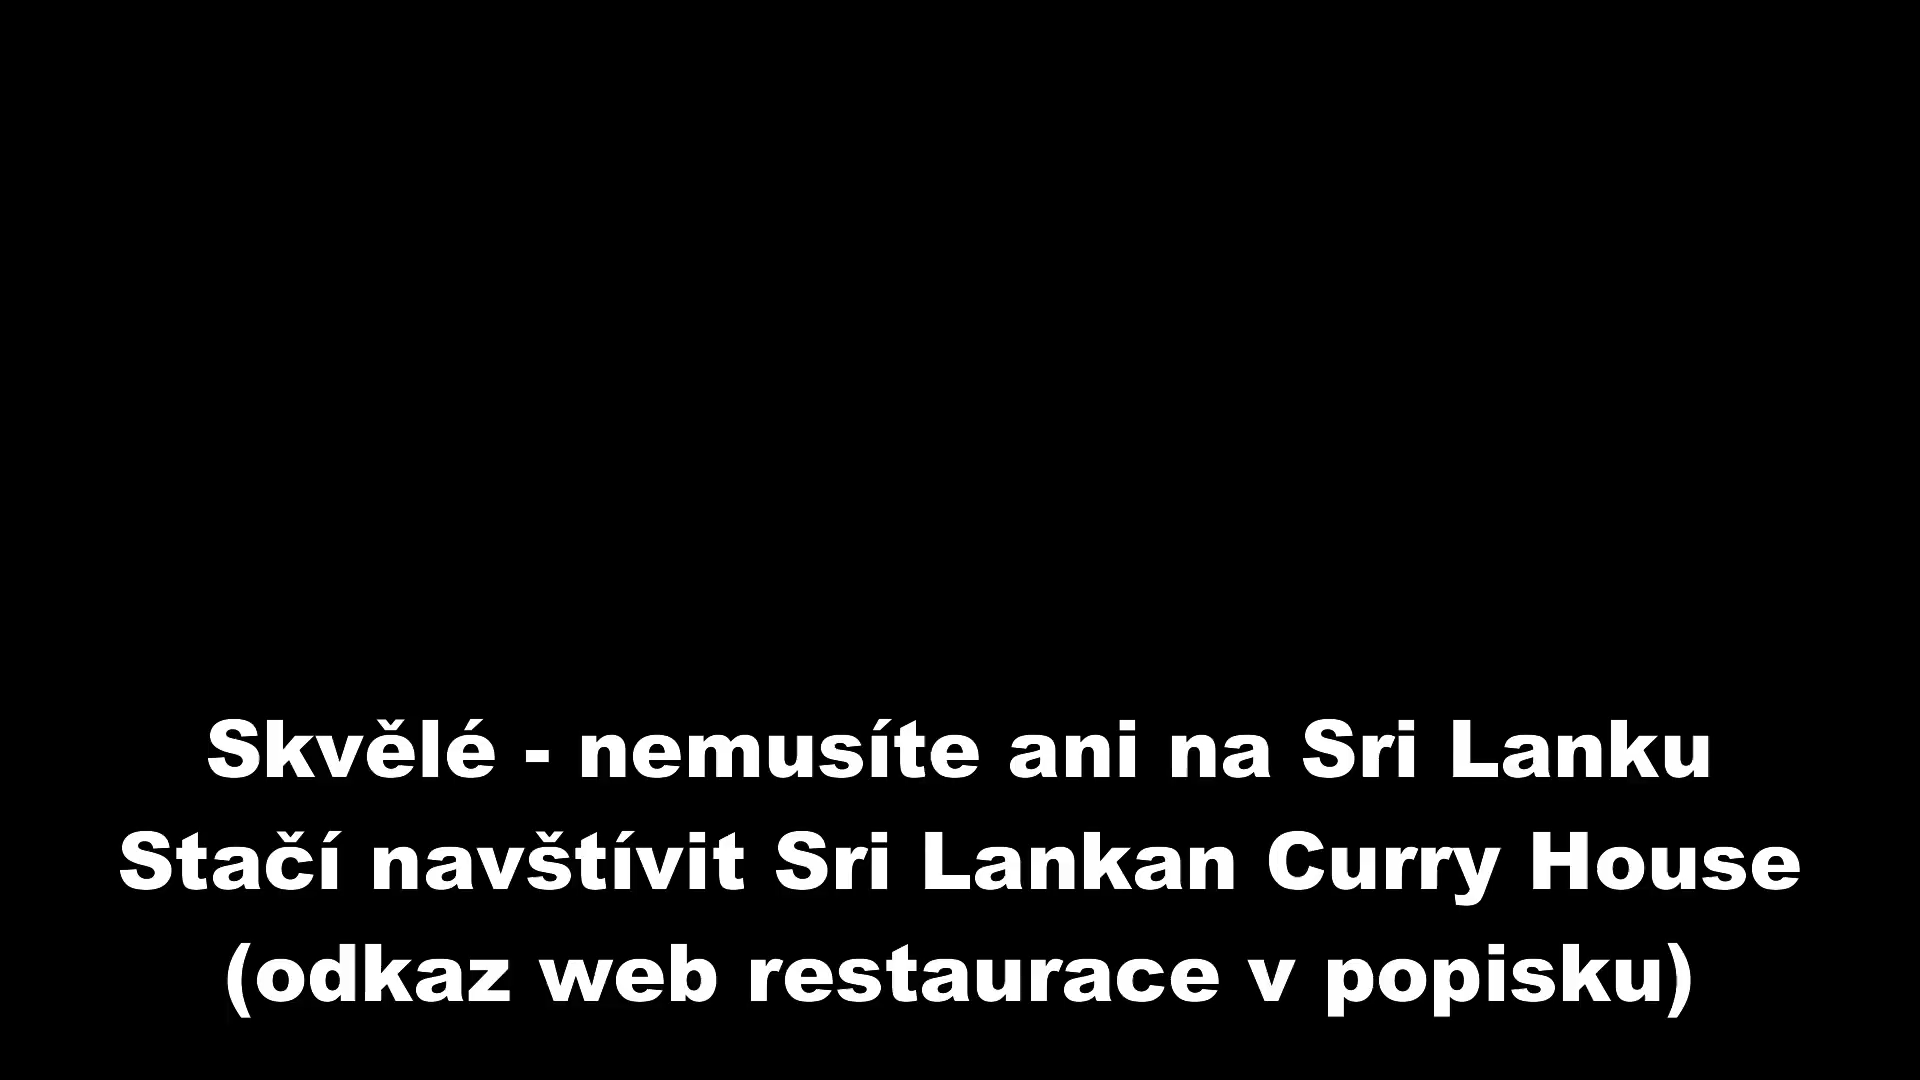 Skvělé - nemusíte ani na Sri Lanku
Stačí navštívit Sri Lankan Curry House
(odkaz web restaurace v popisku)